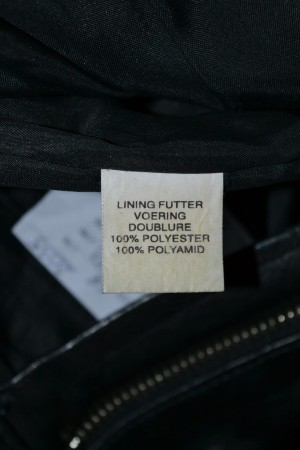 LINING FUTTER
VOERING
DOUBLURE
100% POLYESTER
100% POLYAMID